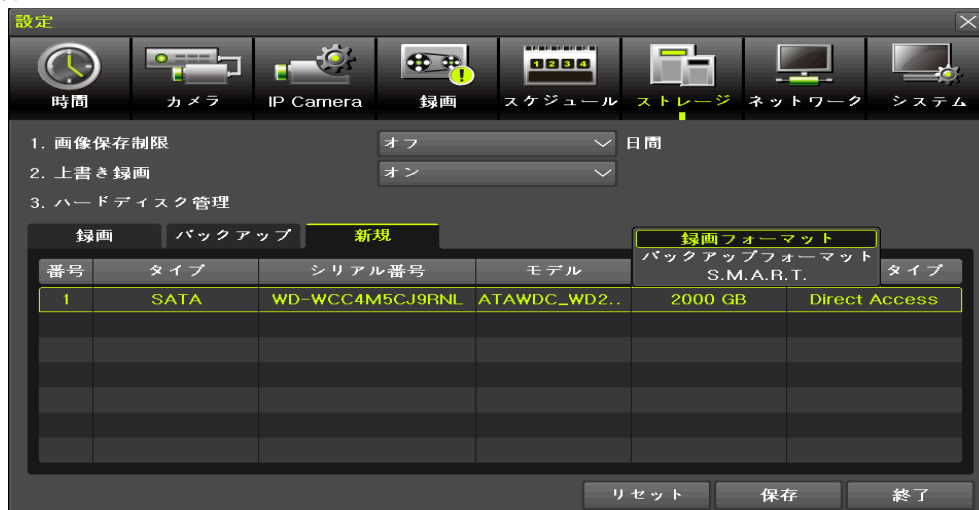 設定
時間 カメラ IP Camera 録画 1 2 3 4 スケジュール ストレージ ネットワーク システム
1. 画像保存制限 オフ 日間
2. 上書き録画 オン
3. ハードディスク管理
録画 バックアップ 新規
録画フォーマット
バックアップフォーマット
S.M.A.R.T.
番号 タイプ シリアル番号 モデル タイプ
1 SATA WD-WCC4M5CJ9RNL ATAWDC_WD2.. 2000 GB Direct Access
リセット 保存 終了